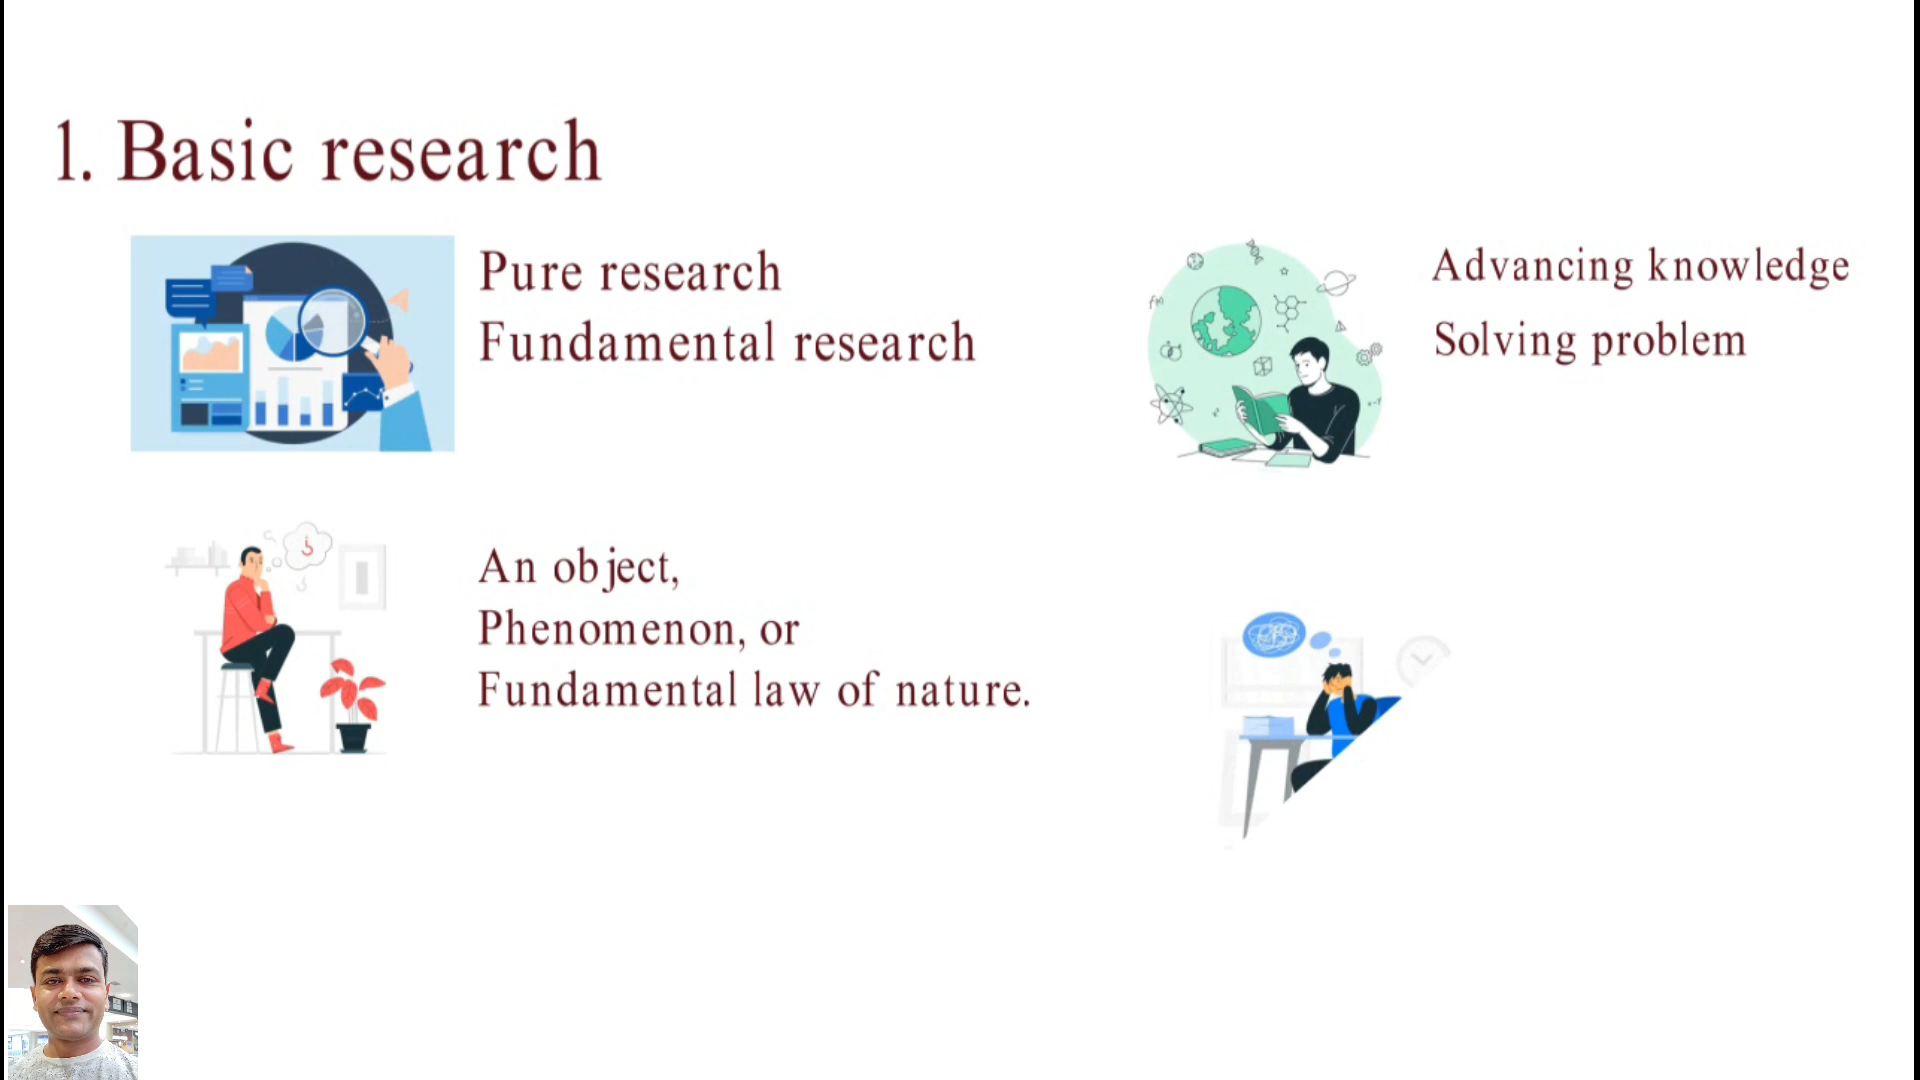 1. Basic research
Pure research
Fundamental research
Advancing knowledge
Solving problem
An object,
Phenomenon, or
Fundamental law of nature.